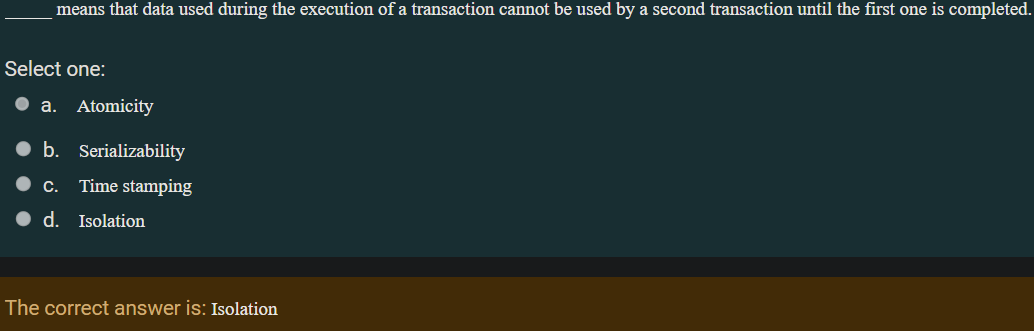 _____ means that data used during the execution of a transaction cannot be used by a second transaction until the first one is completed.
Select one:
a. Atomicity
b. Serializability
c. Time stamping
d. Isolation
The correct answer is: Isolation